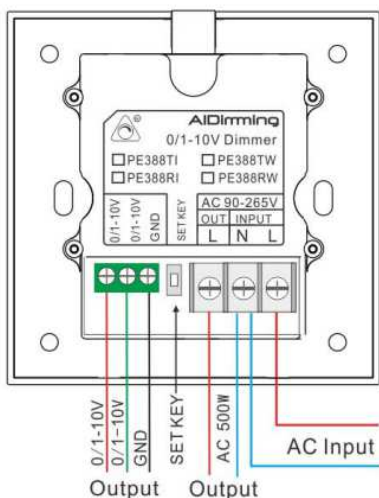 AIDimming
®
0/1-10V Dimmer
PE388TI PE388TW
PE388RI PE388RW
0/1-10V
0/1-10V
GND
SET KEY
AC 90-265V
OUT INPUT
L N L
0/1-10V
0/1-10V
GND
SET KEY
AC 500W
AC Input
Output Output